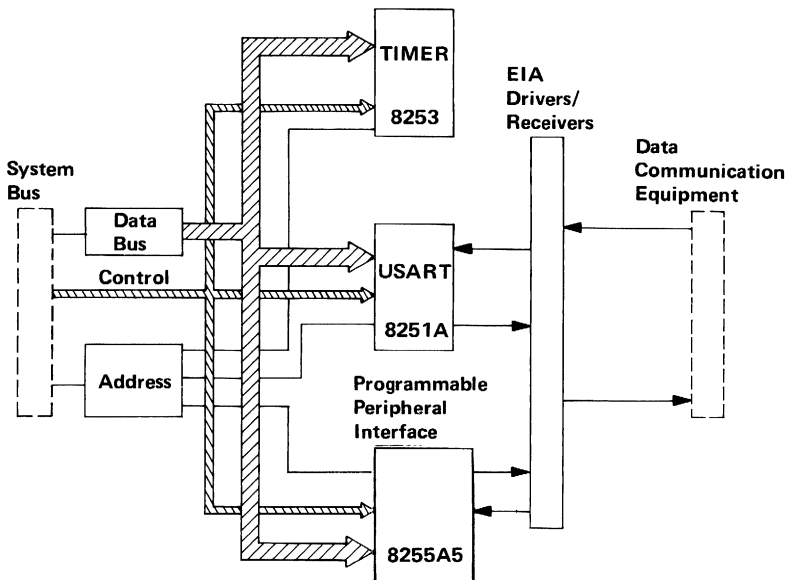 TIMER
8253
EIA
Drivers/
Receivers
System
Bus
Data
Communication
Equipment
Data
Bus
Control
USART
8251A
Address
Programmable
Peripheral
Interface
8255A5